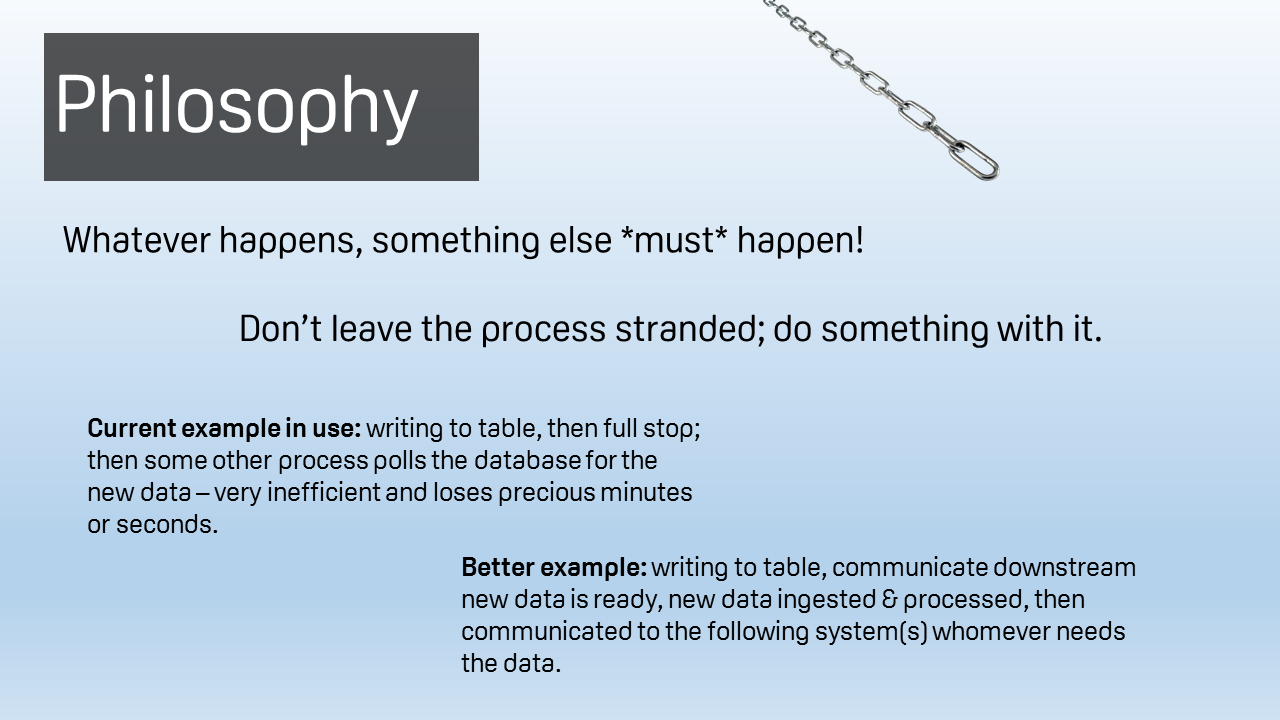 Philosophy
Whatever happens, something else *must* happen!
Don’t leave the process stranded; do something with it.
Current example in use: writing to table, then full stop;
then some other process polls the database for the
new data – very inefficient and loses precious minutes
or seconds.
Better example: writing to table, communicate downstream
new data is ready, new data ingested & processed, then
communicated to the following system(s) whomever needs
the data.